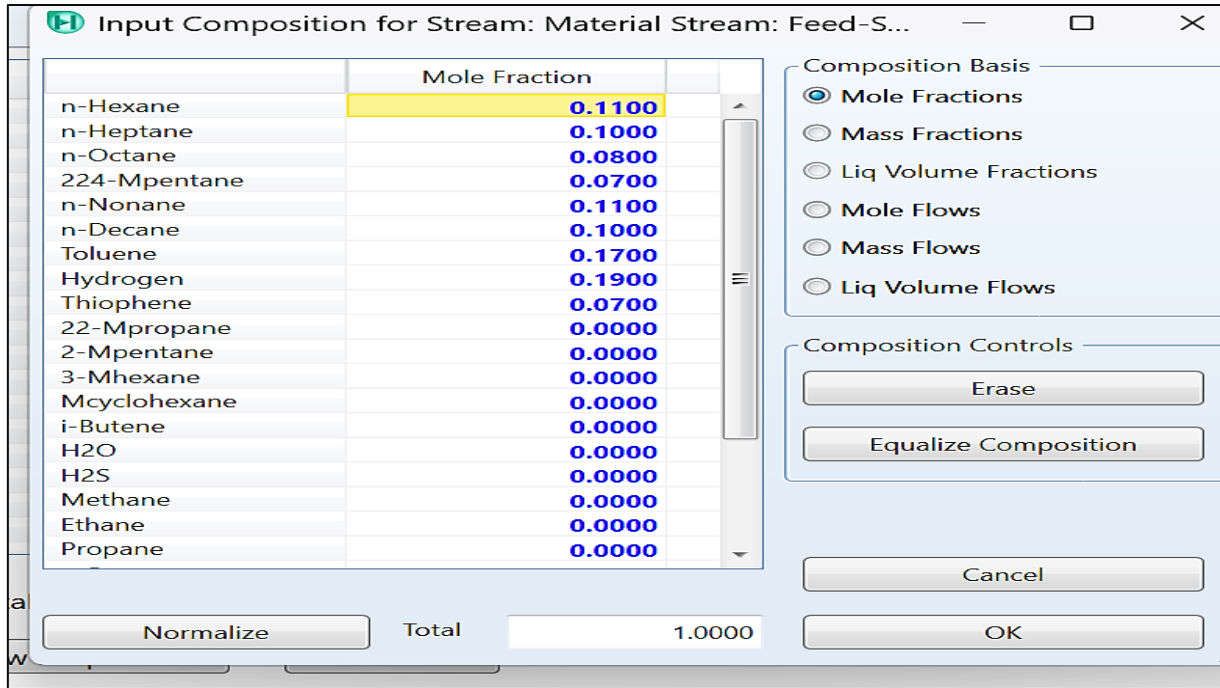 Input Composition for Stream: Material Stream: Feed-S...
Mole Fraction
n-Hexane 0.1100
n-Heptane 0.1000
n-Octane 0.0800
224-Mpentane 0.0700
n-Nonane 0.1100
n-Decane 0.1000
Toluene 0.1700
Hydrogen 0.1900
Thiophene 0.0700
22-Mpropane 0.0000
2-Mpentane 0.0000
3-Mhexane 0.0000
Mcyclohexane 0.0000
i-Butene 0.0000
H2O 0.0000
H2S 0.0000
Methane 0.0000
Ethane 0.0000
Propane 0.0000
Normalize Total 1.0000
Composition Basis
Mole Fractions
Mass Fractions
Liq Volume Fractions
Mole Flows
Mass Flows
Liq Volume Flows
Composition Controls
Erase
Equalize Composition
Cancel
OK